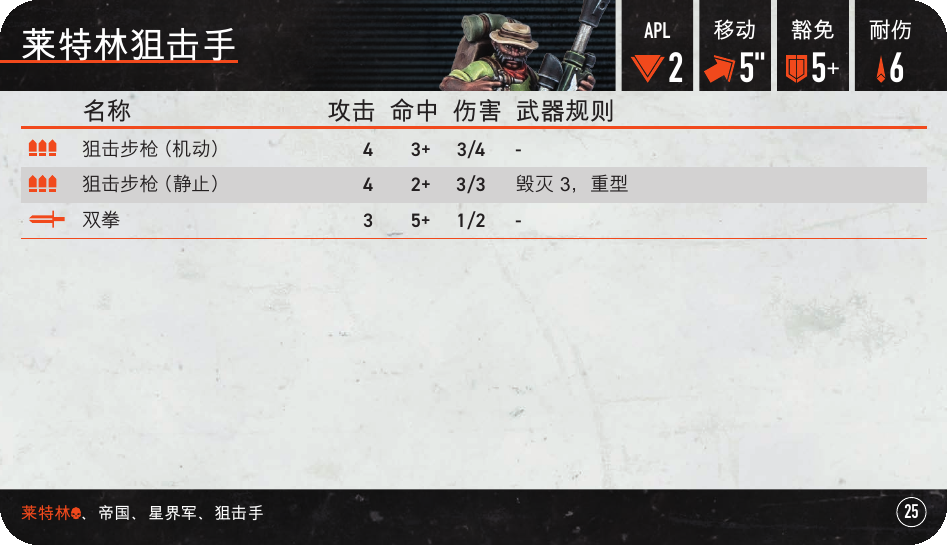 莱特林狙击手
APL 移动 豁免 耐伤
2 5" 5+ 6
名称 攻击 命中 伤害 武器规则
狙击步枪（机动） 4 3+ 3/4 -
狙击步枪（静止） 4 2+ 3/3 毁灭 3，重型
双拳 3 5+ 1/2 -
莱特林、帝国、星界军、狙击手
25